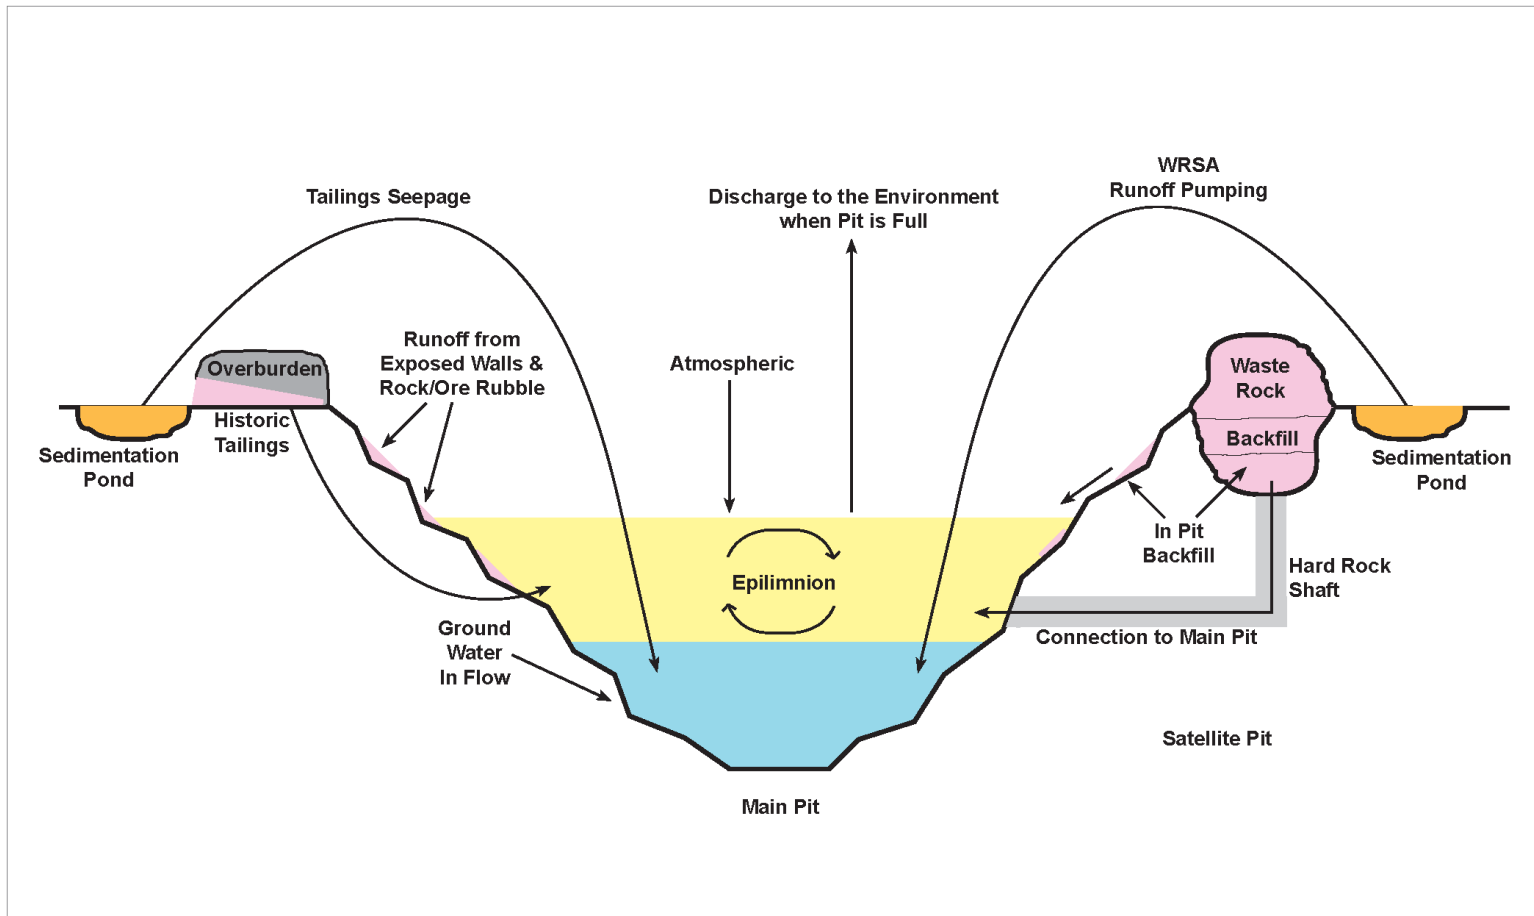 WRSA
Runoff Pumping
Tailings Seepage
Discharge to the Environment
when Pit is Full
Runoff from
Exposed Walls &
Rock/Ore Rubble
Atmospheric
Overburden
Waste
Rock
Historic
Tailings
Backfill
Sedimentation
Pond
Sedimentation
Pond
In Pit
Backfill
Epilimnion
Hard Rock
Shaft
Ground
Water
In Flow
Connection to Main Pit
Satellite Pit
Main Pit